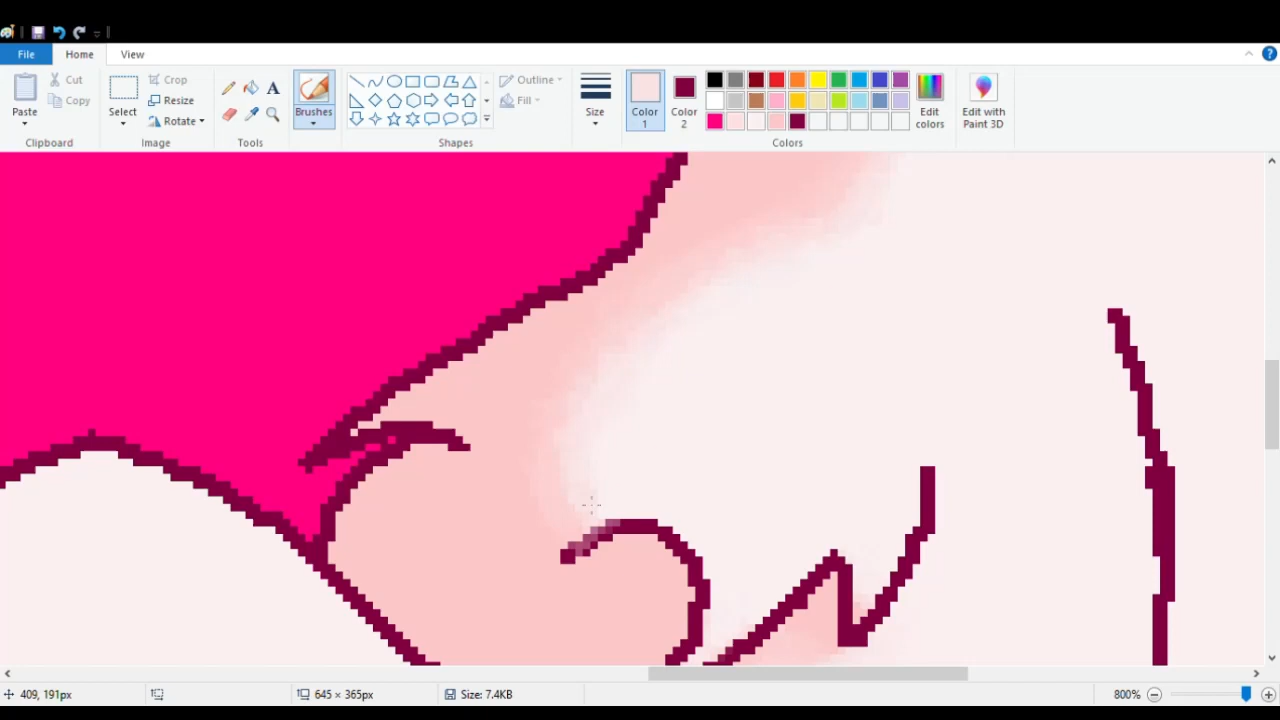 File Home View
Paste
Cut
Copy
Clipboard
Select
Crop
Resize
Rotate
Image
A
Tools
Brushes
Outline
Fill
Shapes
Size
Color
1
Color
2
Edit
colors
Colors
Edit with
Paint 3D
409, 191px
645 × 365px
Size: 7.4KB
800%